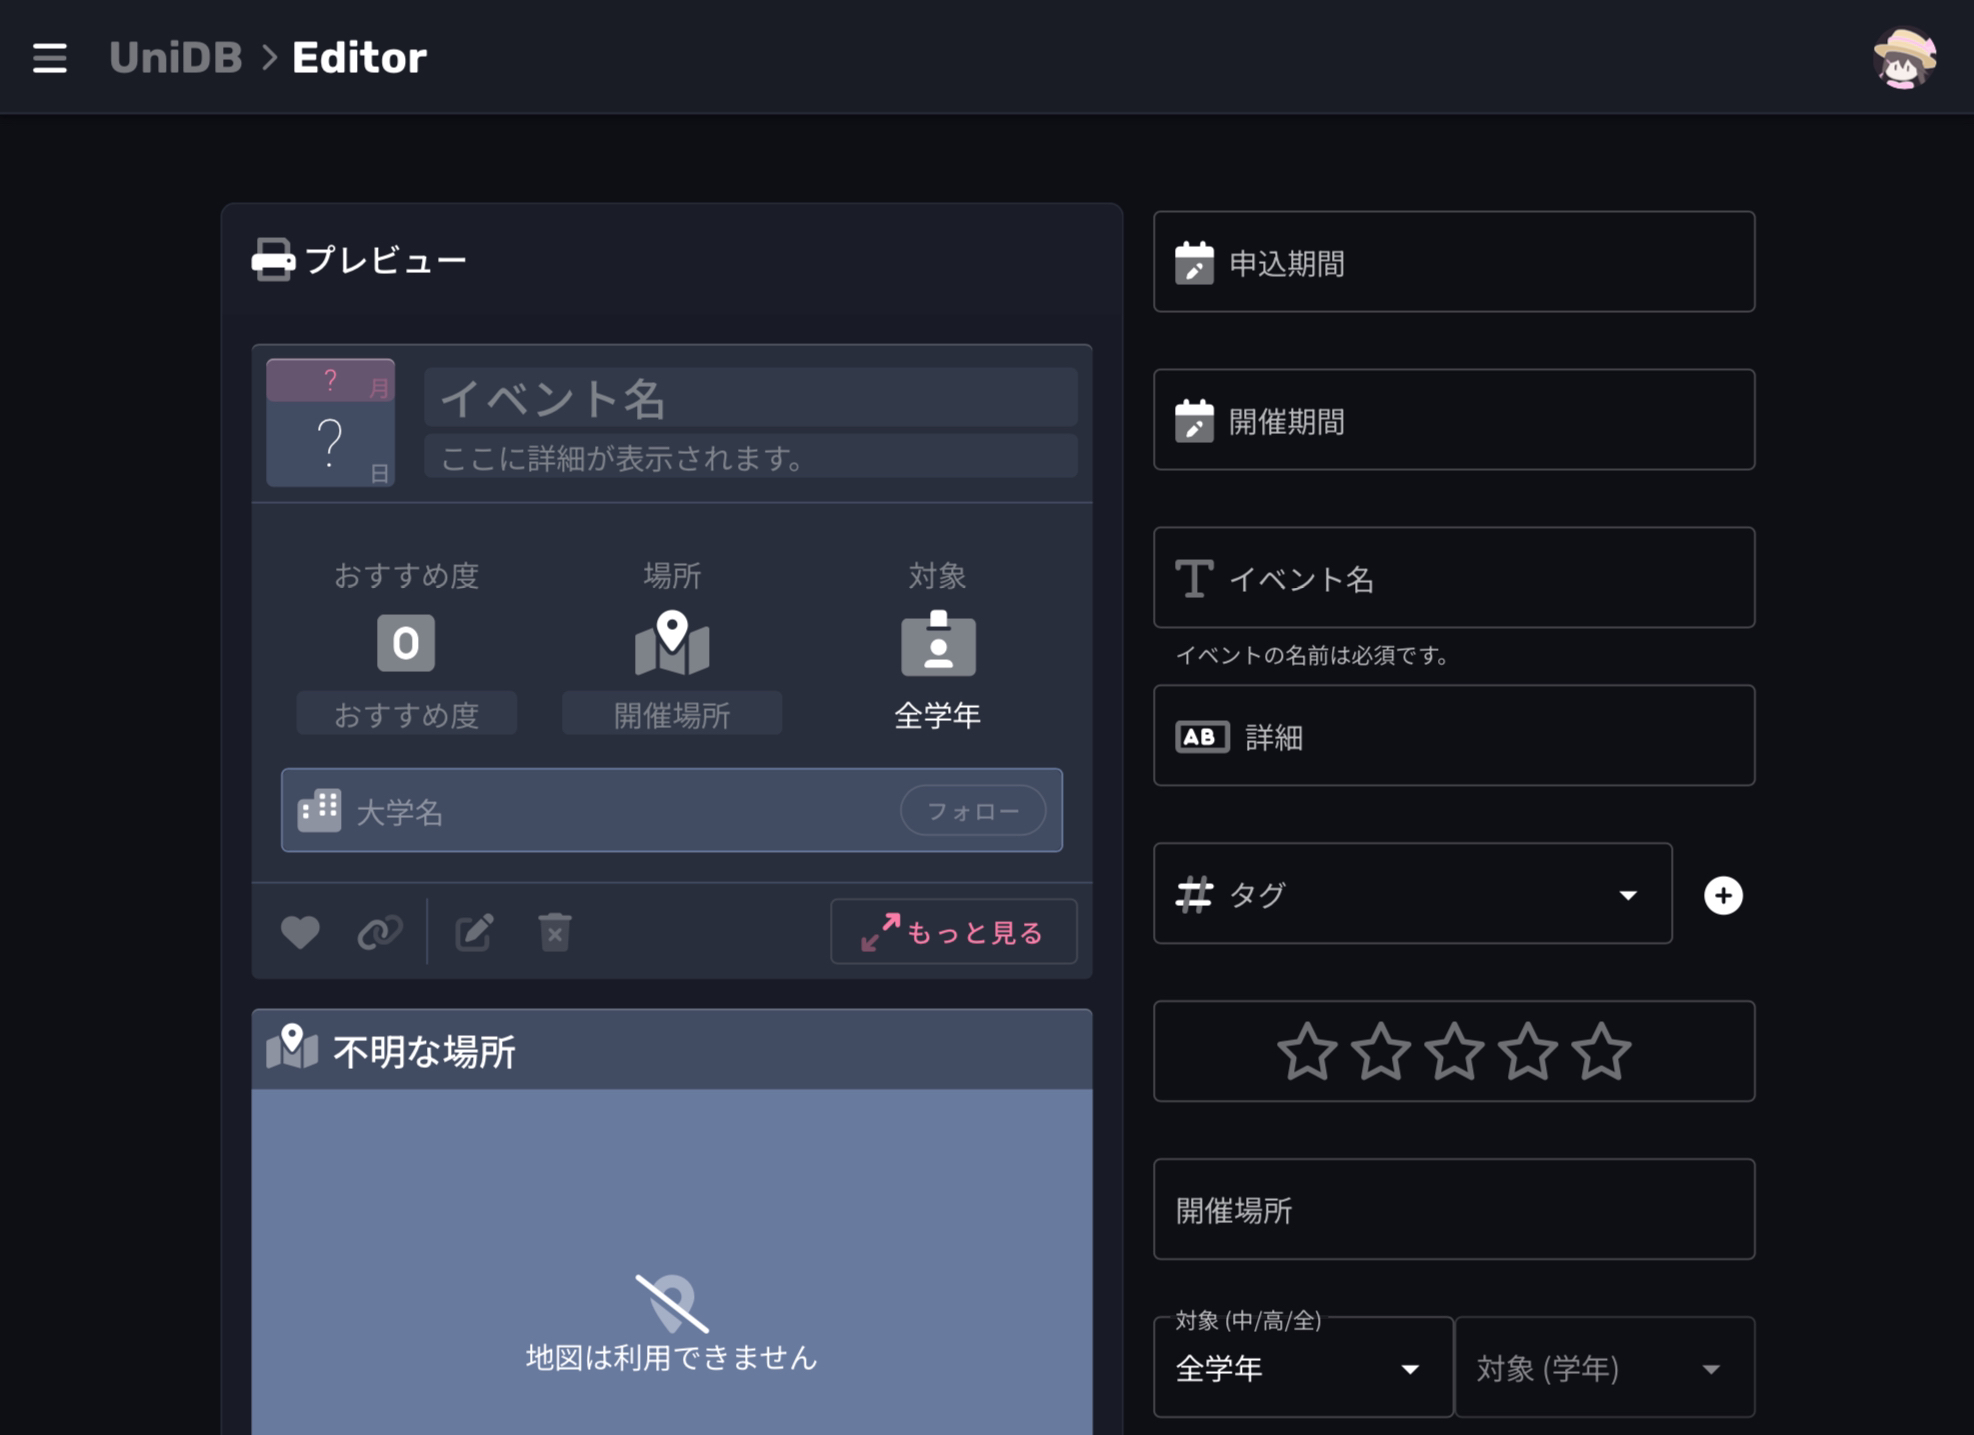 UniDB > Editor
プレビュー
? 月
? 日
イベント名
ここに詳細が表示されます。
おすすめ度
0
おすすめ度
場所
開催場所
対象
全学年
大学名
フォロー
もっと見る
不明な場所
地図は利用できません
申込期間
開催期間
イベント名
イベントの名前は必須です。
AB 詳細
タグ
開催場所
対象 (中/高/全)
全学年
対象 (学年)